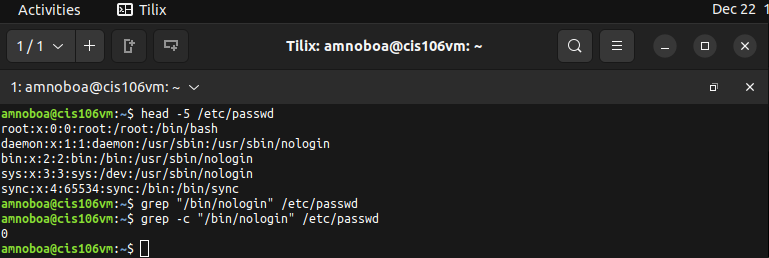 Activities Tilix Dec 22 1
1 / 1 Tilix: amnoboa@cis106vm: ~
1: amnoboa@cis106vm: ~
amnoboa@cis106vm:~$ head -5 /etc/passwd
root:x:0:0:root:/root:/bin/bash
daemon:x:1:1:daemon:/usr/sbin:/usr/sbin/nologin
bin:x:2:2:bin:/bin:/usr/sbin/nologin
sys:x:3:3:sys:/dev:/usr/sbin/nologin
sync:x:4:65534:sync:/bin:/bin/sync
amnoboa@cis106vm:~$ grep "/bin/nologin" /etc/passwd
amnoboa@cis106vm:~$ grep -c "/bin/nologin" /etc/passwd
0
amnoboa@cis106vm:~$